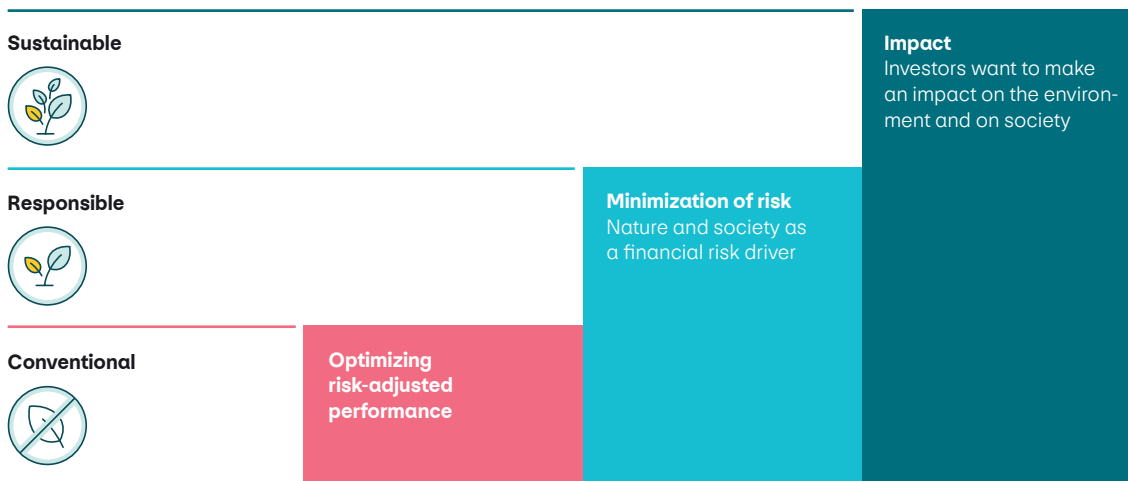 Sustainable
Impact
Investors want to make
an impact on the environ-
ment and on society
Responsible
Minimization of risk
Nature and society as
a financial risk driver
Conventional
Optimizing
risk-adjusted
performance